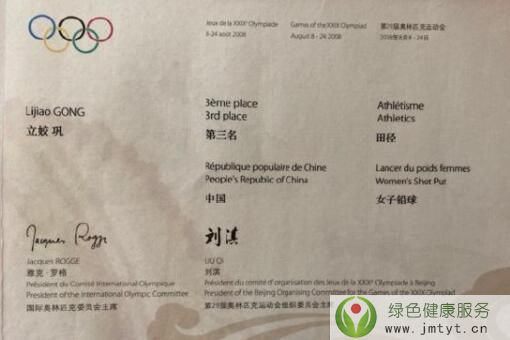 Jeux de la XXIXe Olympiade
8-24 août 2008
Games of the XXIX Olympiad
August 8 - 24 2008
第29届奥林匹克运动会
Lijiao GONG
立姣 巩
3ème place
3rd place
第三名
Athlétisme
Athletics
田径
République populaire de Chine
People's Republic of China
中国
Lancer du poids femmes
Women's Shot Put
女子铅球
Jacques Rogge
刘淇
Jacques ROGGE
雅克·罗格
Président du Comité International Olympique
President of the International Olympic Committee
国际奥林匹克委员会主席
LIU QI
刘淇
Président du comité d'organisation des Jeux de la XXIXe Olympiade à Beijing
President of the Beijing Organising Committee for the Games of the XXIX Olympiad
第29届奥林匹克运动会组织委员会主席
绿色健康服务
www.jmtyt.cn